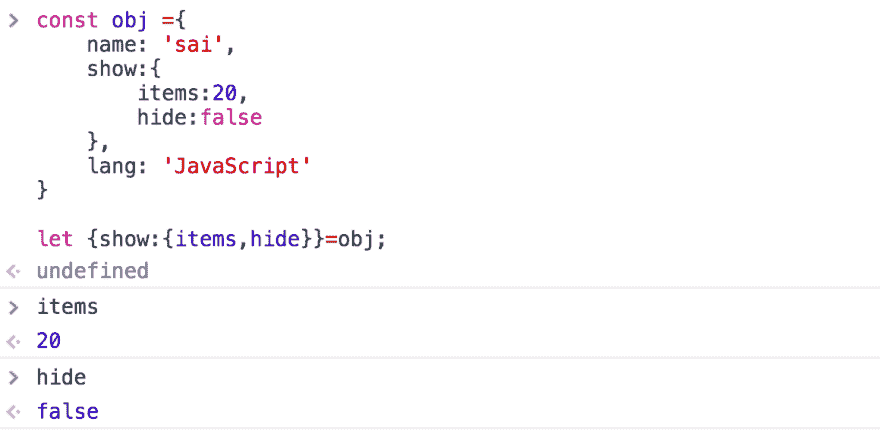 const obj ={
    name: 'sai',
    show:{
        items:20,
        hide:false
    },
    lang: 'JavaScript'
}

let {show:{items,hide}}=obj;
undefined
items
20
hide
false